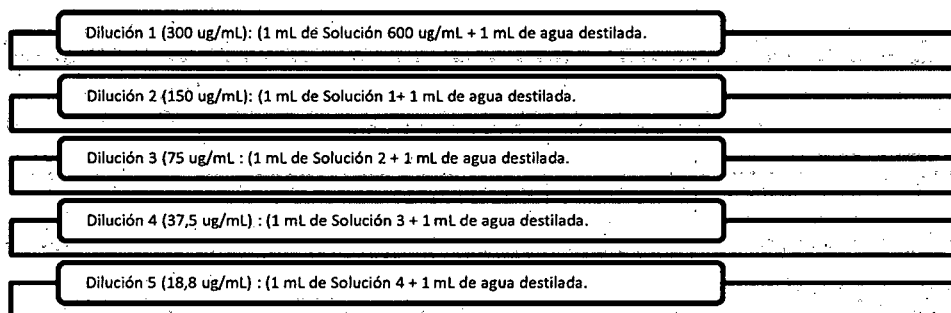 Dilución 1 (300 ug/mL): (1 mL de Solución 600 ug/mL + 1 mL de agua destilada.
Dilución 2 (150 ug/mL): (1 mL de Solución 1+ 1 mL de agua destilada.
Dilución 3 (75 ug/mL : (1 mL de Solución 2 + 1 mL de agua destilada.
Dilución 4 (37,5 ug/mL) : (1 mL de Solución 3 + 1 mL de agua destilada.
Dilución 5 (18,8 ug/mL) : (1 mL de Solución 4 + 1 mL de agua destilada.